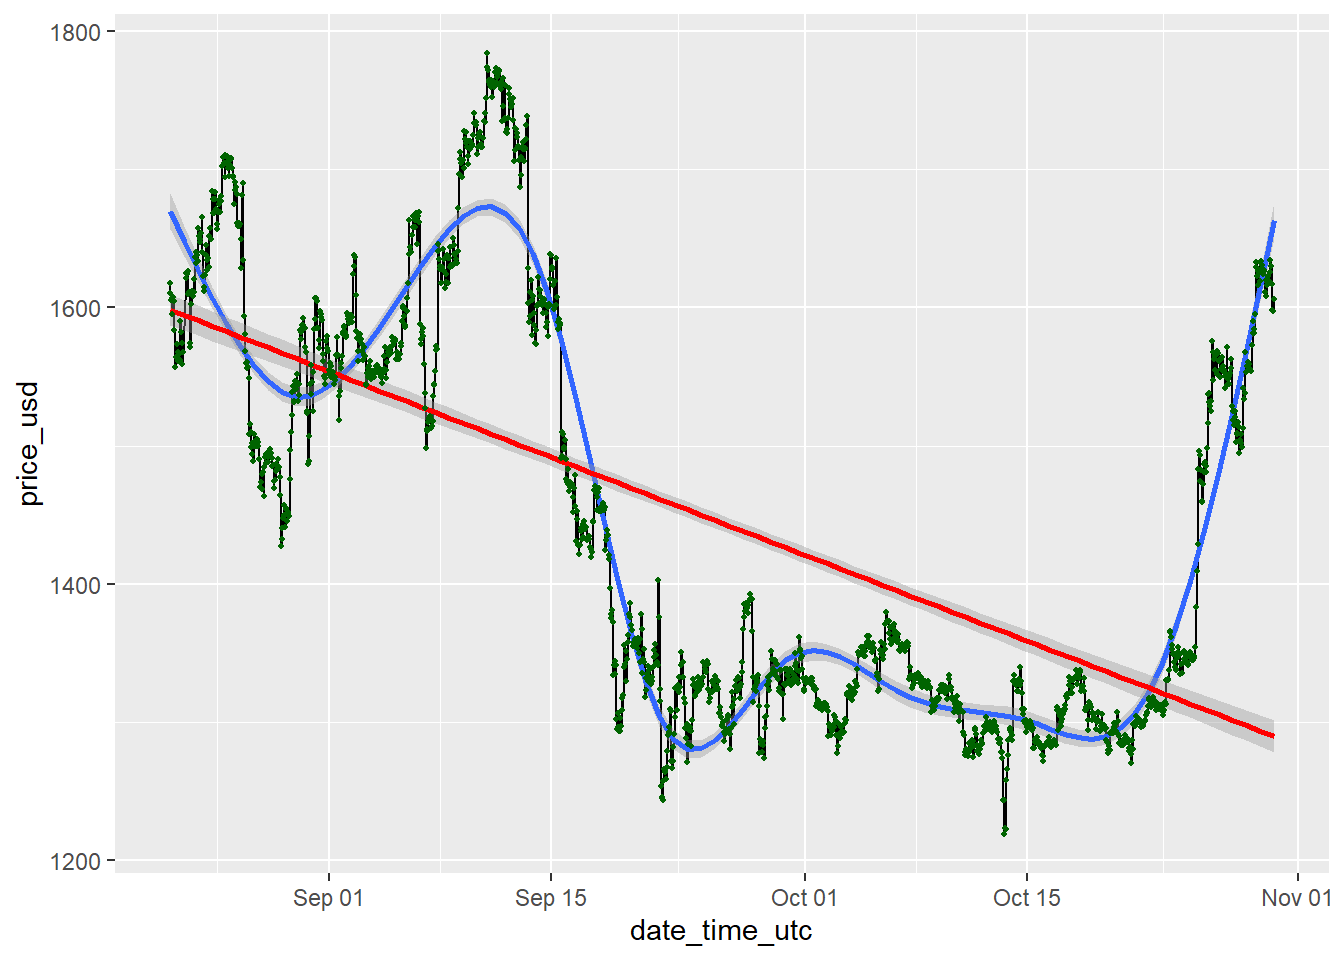 1800
1600
1400
1200
price_usd
Sep 01
Sep 15
Oct 01
Oct 15
Nov 01
date_time_utc